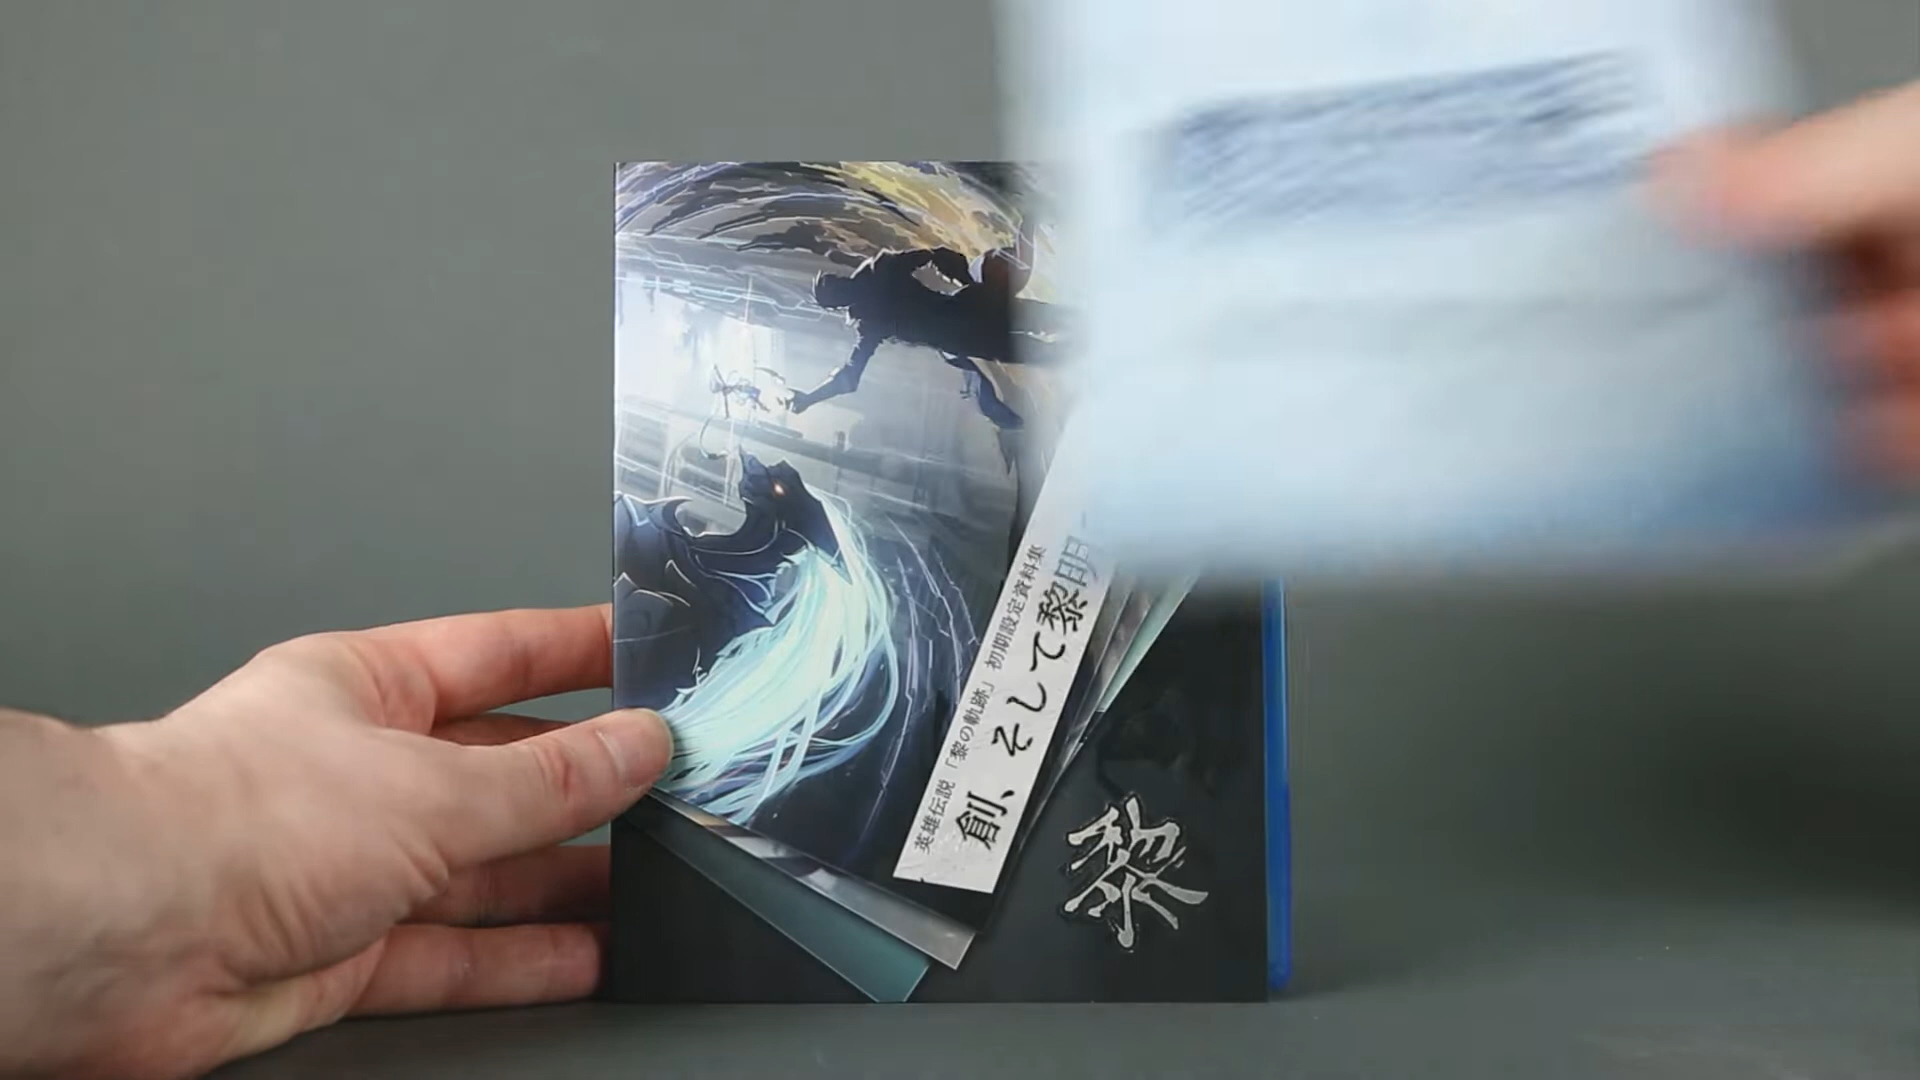 英雄伝説「黎の軌跡」初期設定資料集
創、そして黎明
黎